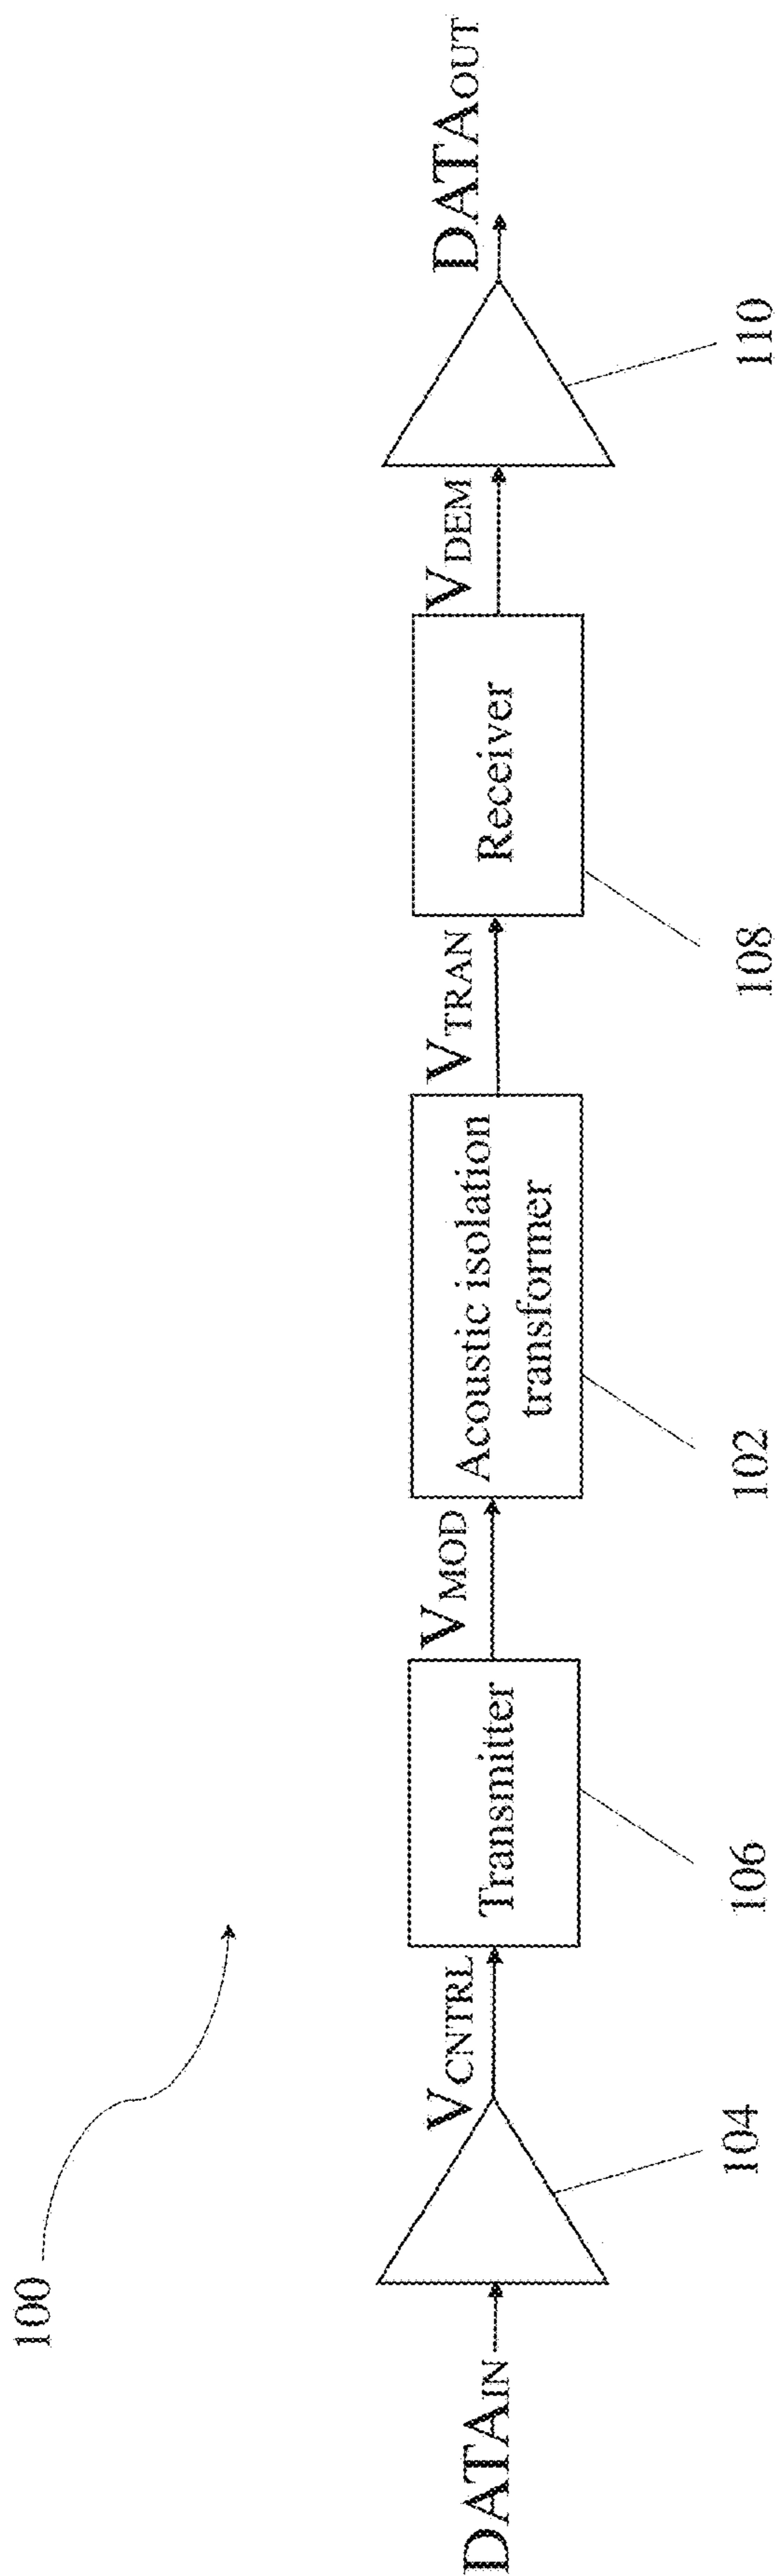 100
DATAIN
104
VCNTRL
Transmitter
106
VMOD
Acoustic isolation
transformer
102
VTRAN
Receiver
108
VDEM
110
DATAOUT